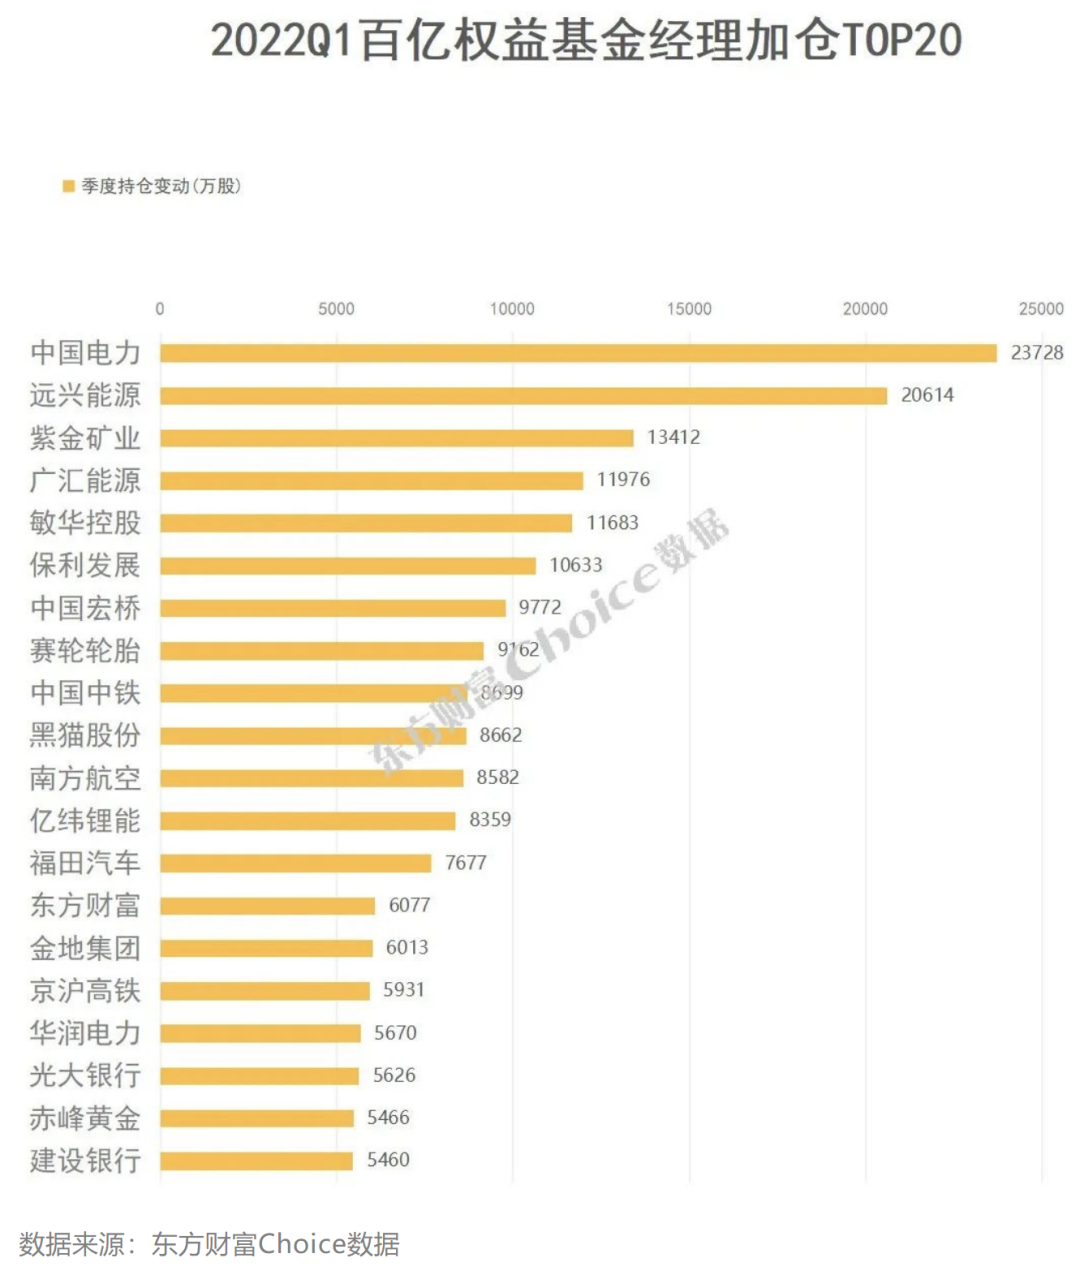 2022Q1百亿权益基金经理加仓TOP20
季度持仓变动(万股)
0 5000 10000 15000 20000 25000
中国电力 23728
远兴能源 20614
紫金矿业 13412
广汇能源 11976
敏华控股 11683
保利发展 10633
中国宏桥 9772
赛轮轮胎 9162
中国中铁 8699
黑猫股份 8662
南方航空 8582
亿纬锂能 8359
福田汽车 7677
东方财富 6077
金地集团 6013
京沪高铁 5931
华润电力 5670
光大银行 5626
赤峰黄金 5466
建设银行 5460
东方财富Choice数据
数据来源：东方财富Choice数据